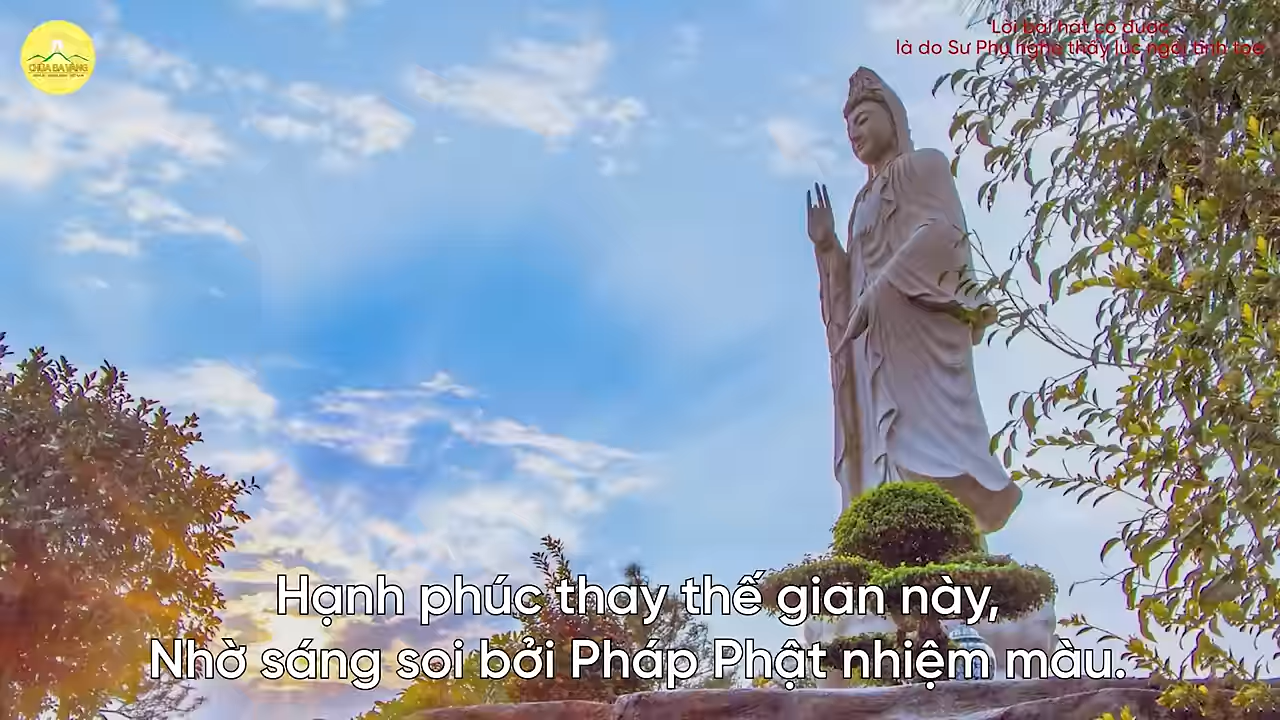 CHÙA BA VÀNG
Lời bài hát có được
là do Sư Phụ nghe thấy lúc ngồi tĩnh tọa
Hạnh phúc thay thế gian này,
Nhờ sáng soi bởi Pháp Phật nhiệm màu.